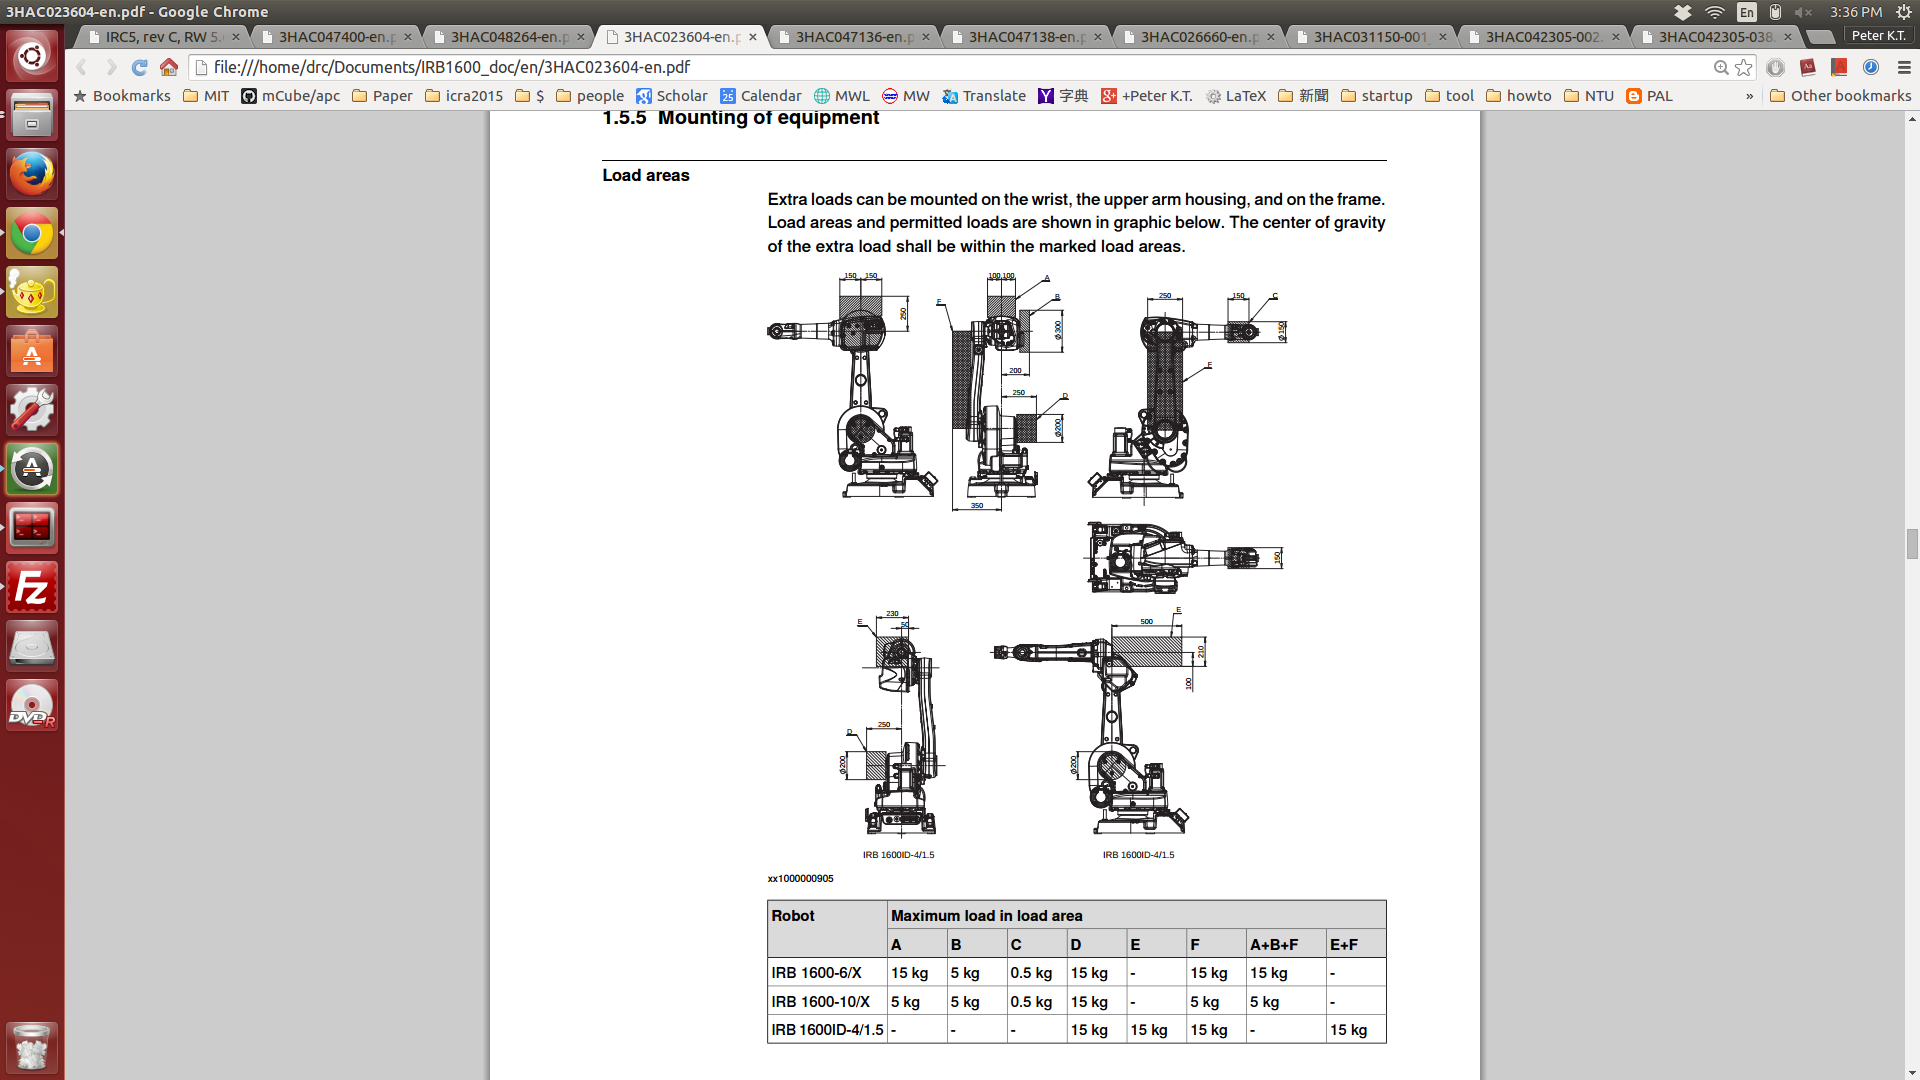 3HAC023604-en.pdf - Google Chrome
En
3:36 PM
IRC5, rev C, RW 5.
3HAC047400-en.p
3HAC048264-en.p
3HAC023604-en.p
3HAC047136-en.p
3HAC047138-en.p
3HAC026660-en.p
3HAC031150-001
3HAC042305-002.
3HAC042305-038.
Peter K.T.
file:///home/drc/Documents/IRB1600_doc/en/3HAC023604-en.pdf
Bookmarks MIT mCube/apc Paper icra2015 $ people Scholar Calendar MWL MW Translate 字典 +Peter K.T. LaTeX 新聞 startup tool howto NTU PAL » Other bookmarks
1.5.5 Mounting of equipment
Load areas
Extra loads can be mounted on the wrist, the upper arm housing, and on the frame.
Load areas and permitted loads are shown in graphic below. The center of gravity
of the extra load shall be within the marked load areas.
150 150
250
100 100
A
B
F
ϕ300
200
250
D
ϕ200
350
250
150
C
ϕ150
F
150
230
50
E
250
D
ϕ200
IRB 1600ID-4/1.5
500
E
210
100
ϕ200
IRB 1600ID-4/1.5
xx1000000905
Robot Maximum load in load area
A B C D E F A+B+F E+F
IRB 1600-6/X 15 kg 5 kg 0.5 kg 15 kg - 15 kg 15 kg -
IRB 1600-10/X 5 kg 5 kg 0.5 kg 15 kg - 5 kg 5 kg -
IRB 1600ID-4/1.5 - - - 15 kg 15 kg 15 kg - 15 kg